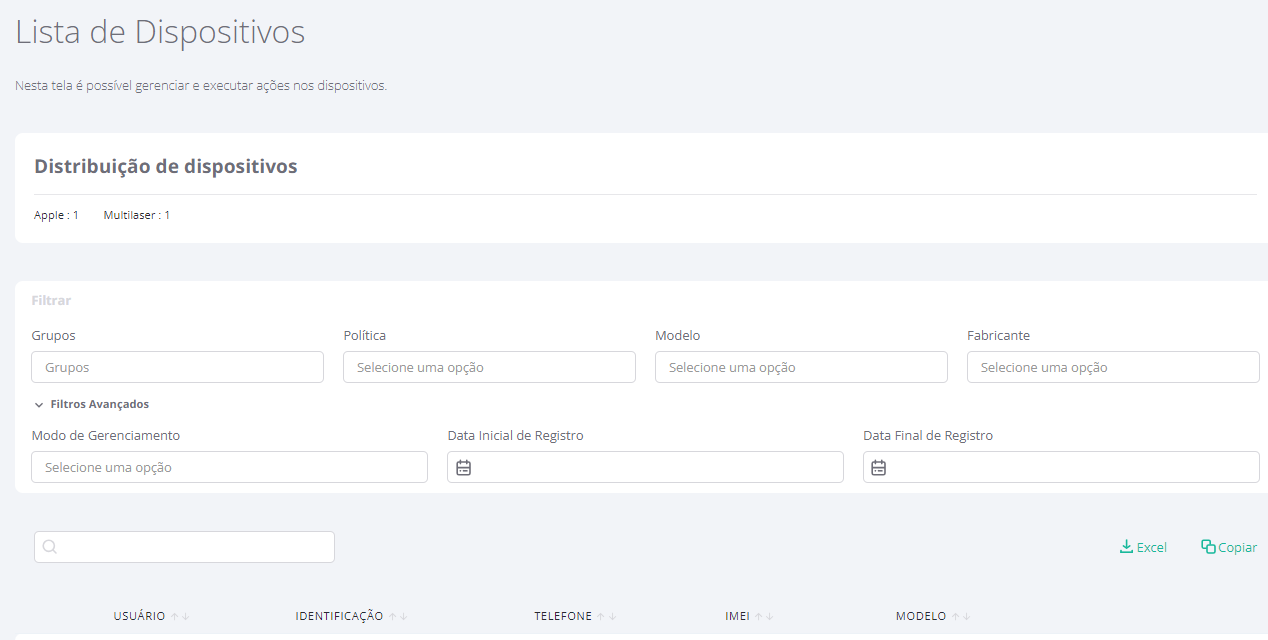 Lista de Dispositivos
Nesta tela é possível gerenciar e executar ações nos dispositivos.
Distribuição de dispositivos
Apple : 1 Multilaser : 1
Filtrar
Grupos Política Modelo Fabricante
Grupos Selecione uma opção Selecione uma opção Selecione uma opção
Filtros Avançados
Modo de Gerenciamento Data Inicial de Registro Data Final de Registro
Selecione uma opção
Excel Copiar
USUÁRIO IDENTIFICAÇÃO TELEFONE IMEI MODELO